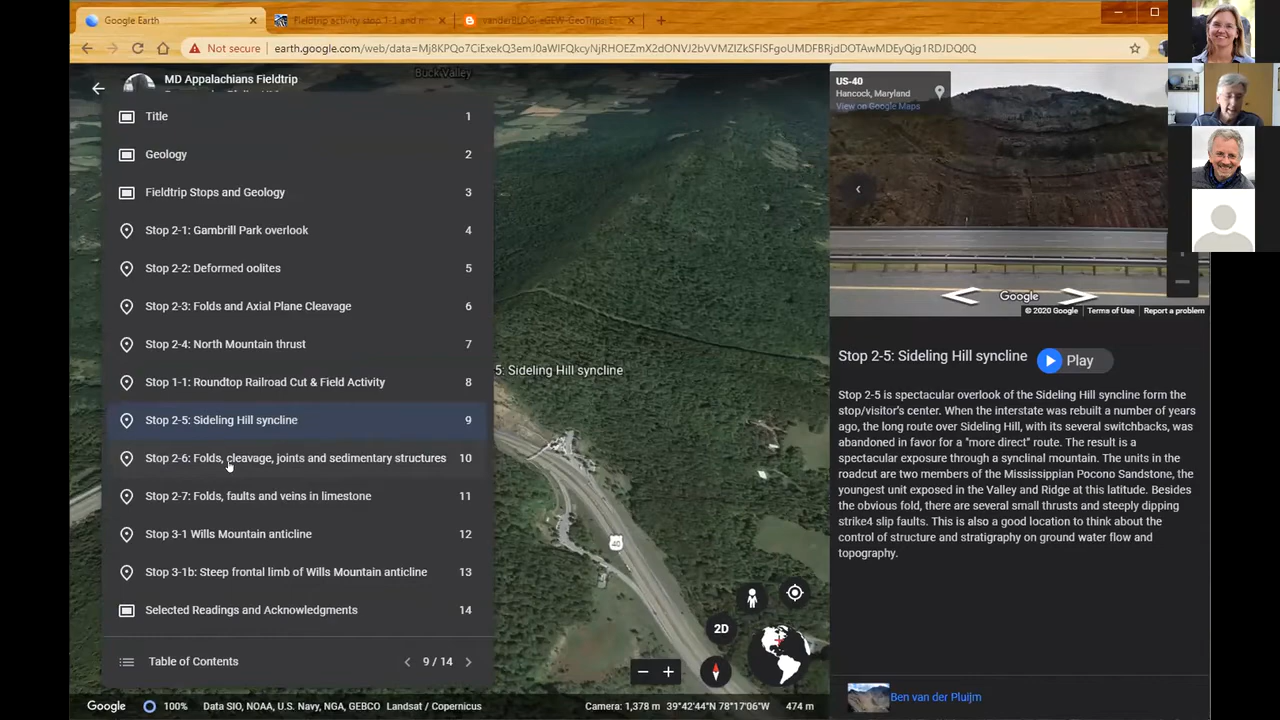 Google Earth
Fieldtrip activity stop 1-1 and m
vanderBLOG: eGEW-GeoTrips/E
Not secure
MD Appalachians Fieldtrip
Buck Valley
Title 1
Geology 2
Fieldtrip Stops and Geology 3
Stop 2-1: Gambrill Park overlook 4
Stop 2-2: Deformed oolites 5
Stop 2-3: Folds and Axial Plane Cleavage 6
Stop 2-4: North Mountain thrust 7
Stop 1-1: Roundtop Railroad Cut & Field Activity 8
Stop 2-5: Sideling Hill syncline 9
Stop 2-6: Folds, cleavage, joints and sedimentary structures 10
Stop 2-7: Folds, faults and veins in limestone 11
Stop 3-1 Wills Mountain anticline 12
Stop 3-1b: Steep frontal limb of Wills Mountain anticline 13
Selected Readings and Acknowledgments 14
Table of Contents 9 / 14
5: Sideling Hill syncline
40
2D
US-40
Hancock, Maryland
View on Google Maps
Google
© 2020 Google Terms of Use Report a problem
Stop 2-5: Sideling Hill syncline
Play
Stop 2-5 is spectacular overlook of the Sideling Hill syncline form the
stop/visitor's center. When the interstate was rebuilt a number of years
ago, the long route over Sideling Hill, with its several switchbacks, was
abandoned in favor for a "more direct" route. The result is a
spectacular exposure through a synclinal mountain. The units in the
roadcut are two members of the Mississippian Pocono Sandstone, the
youngest unit exposed in the Valley and Ridge at this latitude. Besides
the obvious fold, there are several small thrusts and steeply dipping
strike4 slip faults. This is also a good location to think about the
control of structure and stratigraphy on ground water flow and
topography.
Ben van der Pluijm
Google 100% Data SIO, NOAA, U.S. Navy, NGA, GEBCO Landsat / Copernicus
Camera: 1,378 m 39°42'44"N 78°17'06"W 474 m